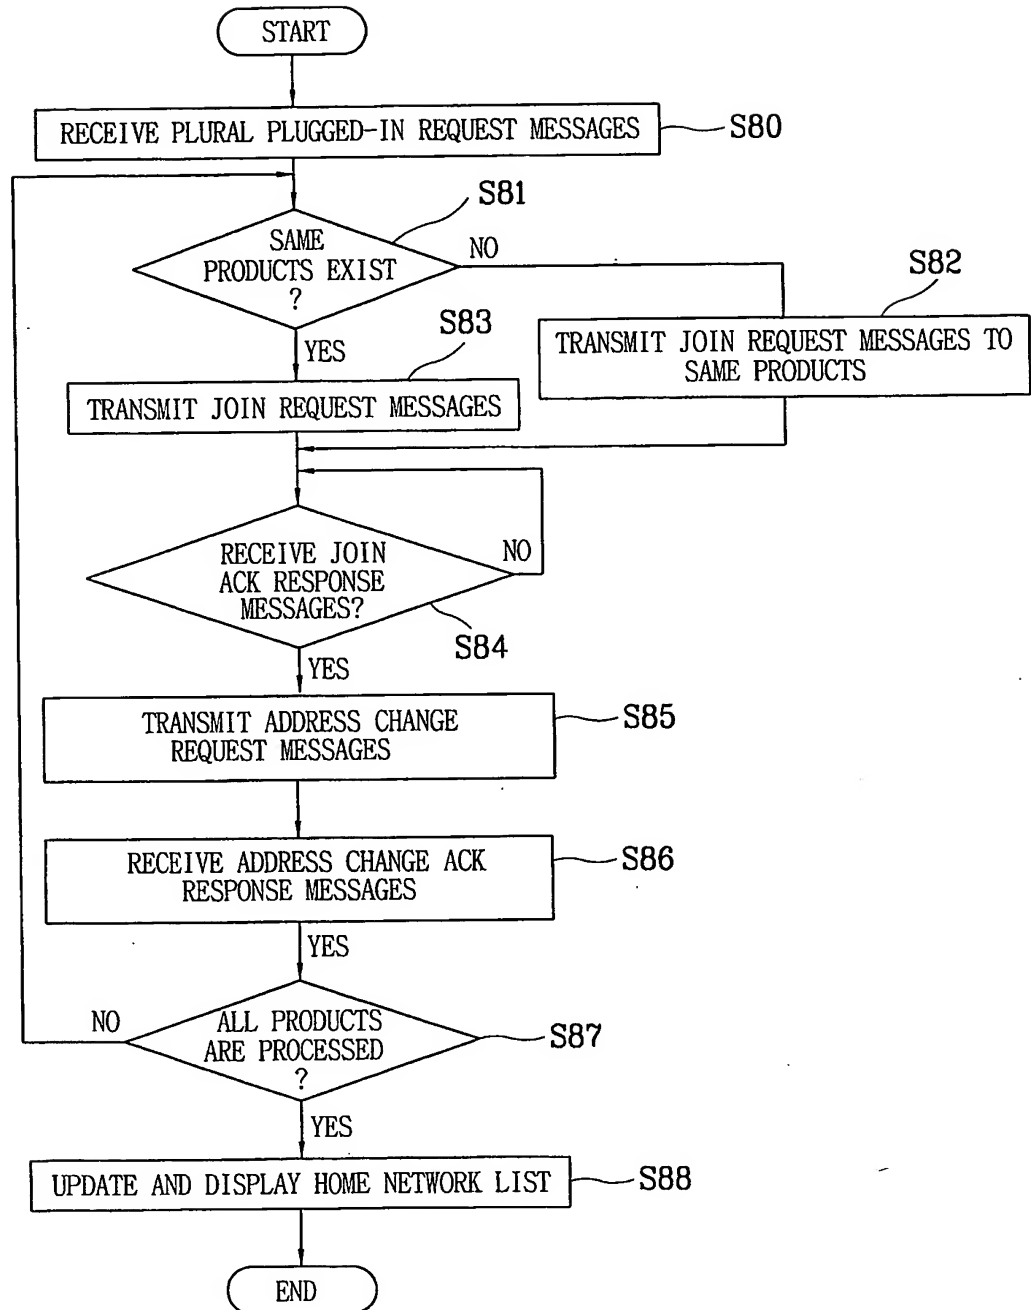 START
RECEIVE PLURAL PLUGGED-IN REQUEST MESSAGES
S80
S81
SAME
PRODUCTS EXIST
?
NO
S82
S83
YES
TRANSMIT JOIN REQUEST MESSAGES TO
SAME PRODUCTS
TRANSMIT JOIN REQUEST MESSAGES
RECEIVE JOIN
ACK RESPONSE
MESSAGES?
NO
S84
YES
TRANSMIT ADDRESS CHANGE
REQUEST MESSAGES
S85
RECEIVE ADDRESS CHANGE ACK
RESPONSE MESSAGES
S86
YES
NO
ALL PRODUCTS
ARE PROCESSED
?
S87
YES
UPDATE AND DISPLAY HOME NETWORK LIST
S88
END